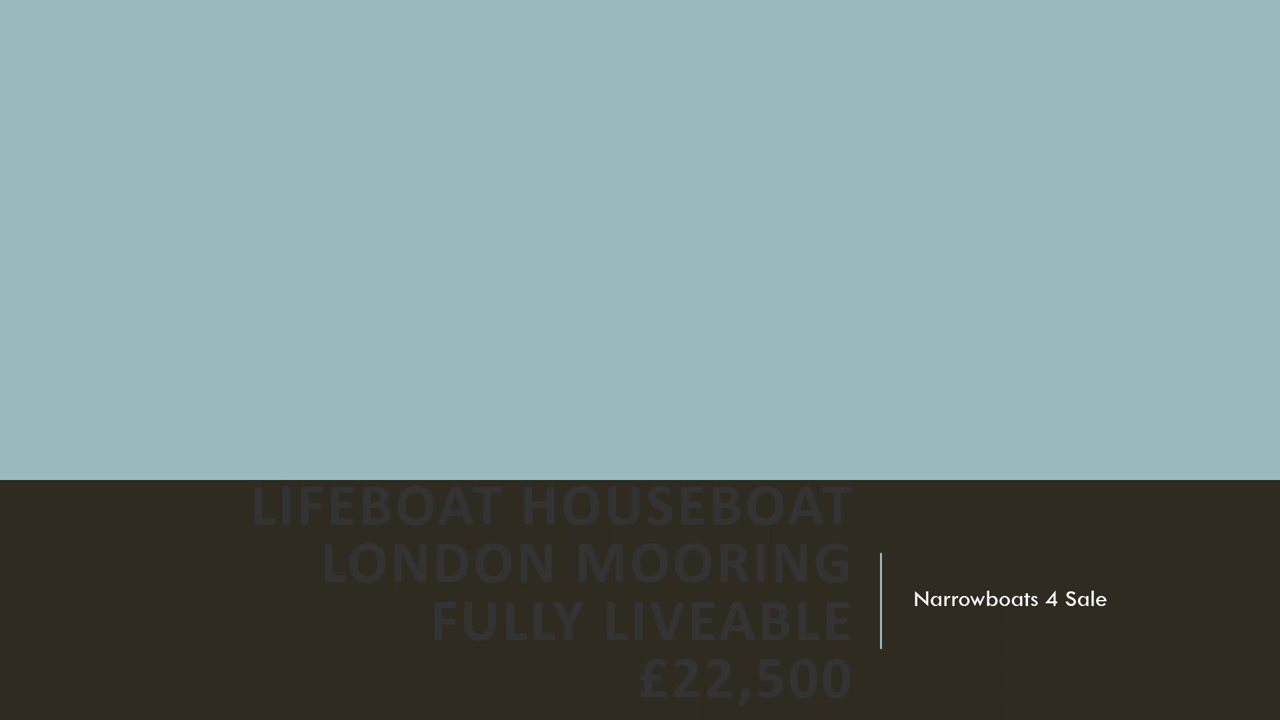 LIFEBOAT HOUSEBOAT
LONDON MOORING
FULLY LIVEABLE
£22,500
Narrowboats 4 Sale